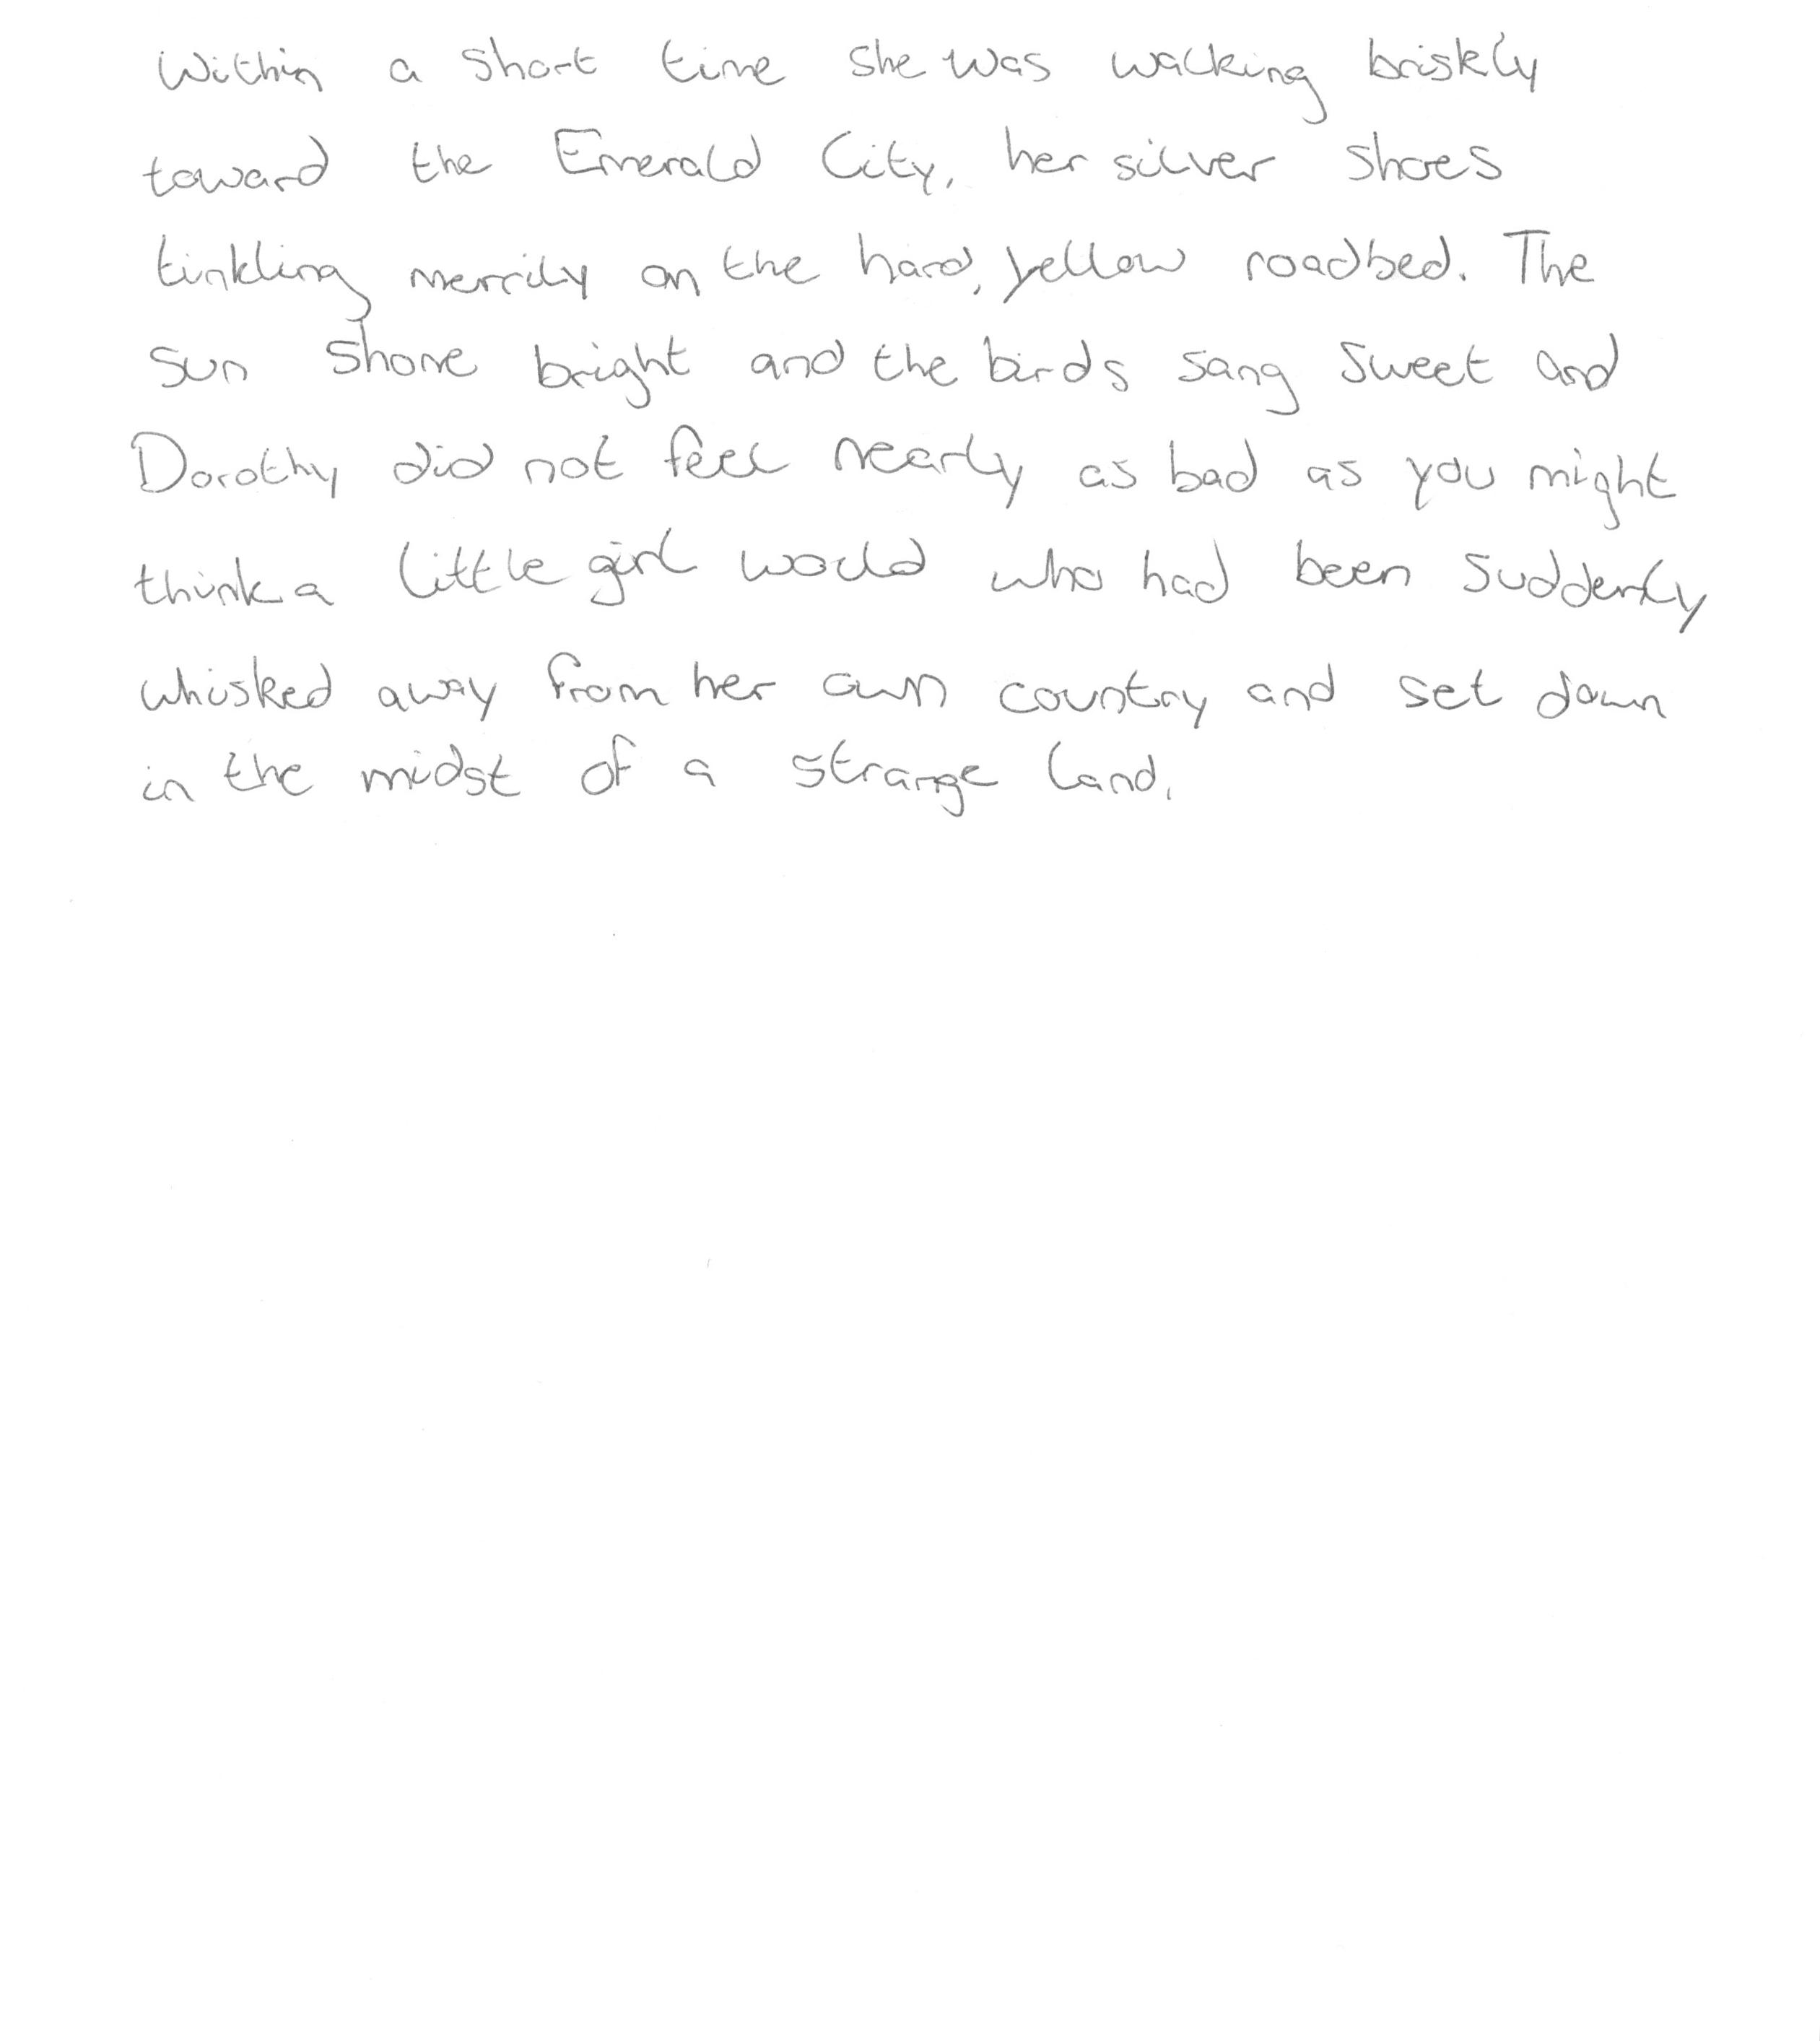 Within a short time she was walking briskly
toward the Emerald City, her silver shoes
tinkling merrily on the hard, yellow roadbed. The
sun shone bright and the birds sang sweet and
Dorothy did not feel nearly as bad as you might
think a little girl would who had been suddenly
whisked away from her own country and set down
in the midst of a strange land.